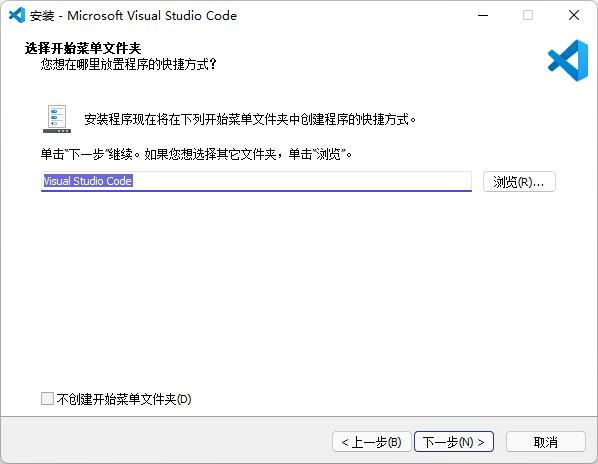 安装 - Microsoft Visual Studio Code
选择开始菜单文件夹
您想在哪里放置程序的快捷方式？
安装程序现在将在下列开始菜单文件夹中创建程序的快捷方式。
单击“下一步”继续。如果您想选择其它文件夹，单击“浏览”。
Visual Studio Code
浏览(R)...
不创建开始菜单文件夹(D)
< 上一步(B)
下一步(N) >
取消